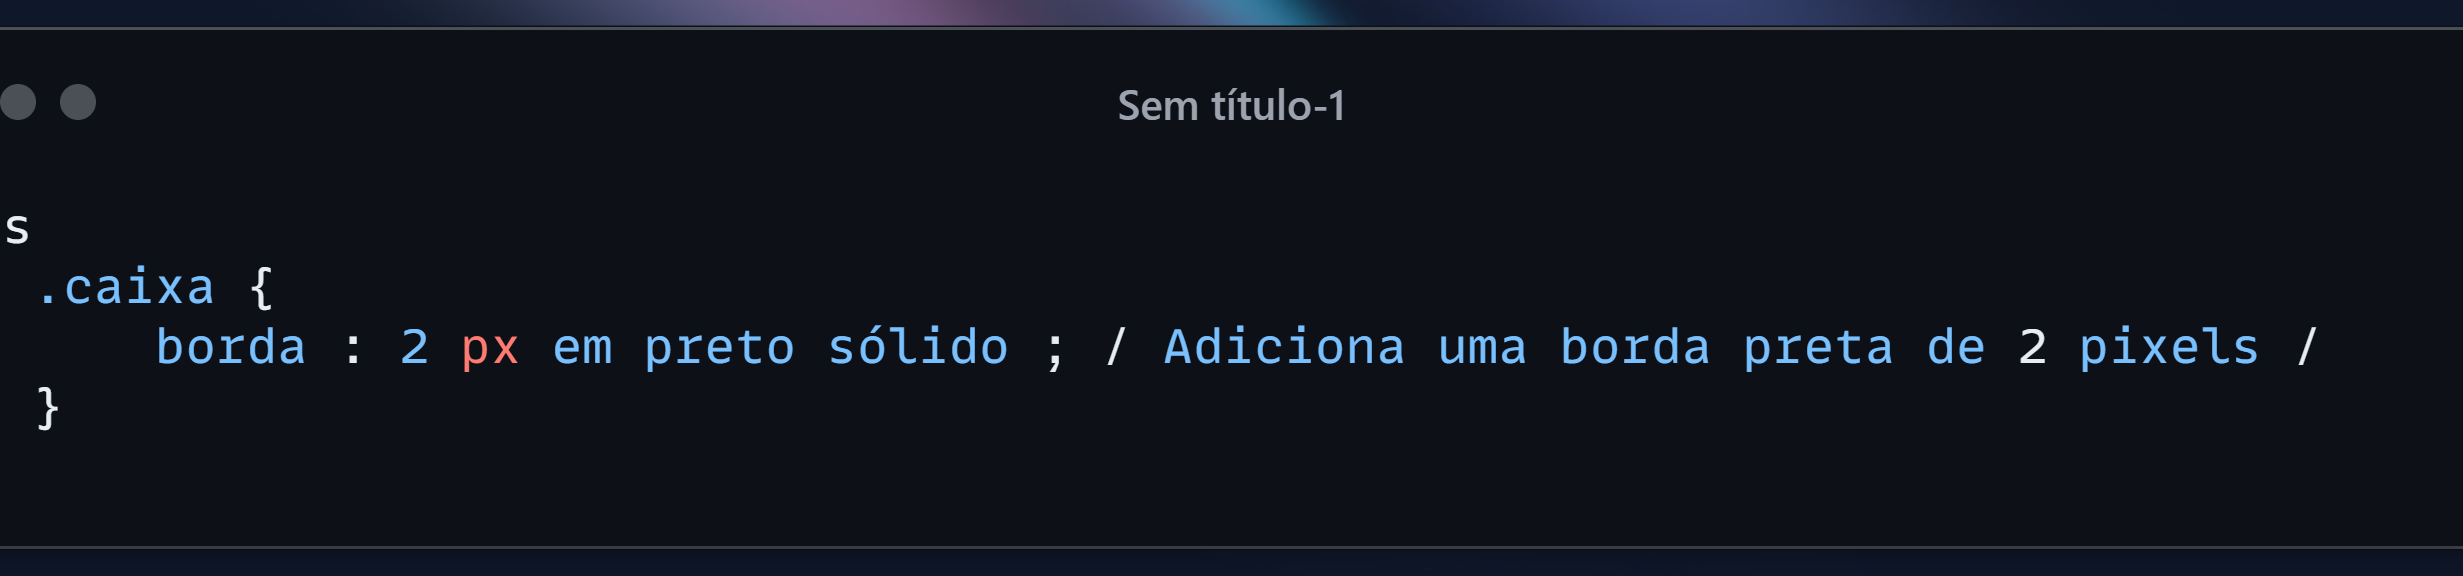 Sem título-1
s
.caixa {
borda : 2 px em preto sólido ; / Adiciona uma borda preta de 2 pixels /
}